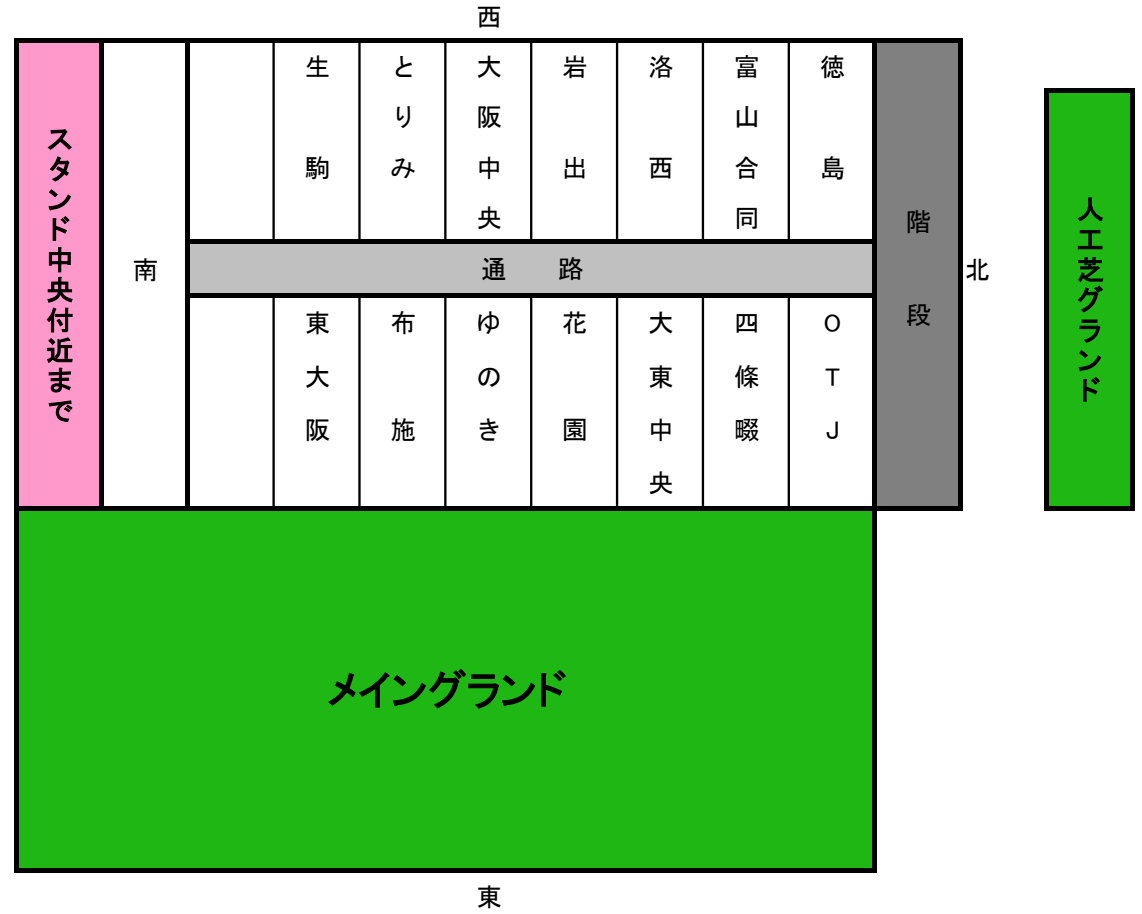 西
スタンド中央付近まで
南
生駒
とりみ
大阪中央
岩出
洛西
富山合同
徳島
階段
北
人工芝グランド
通路
東大阪
布施
ゆのき
花園
大東中央
四條畷
OTJ
メイングランド
東